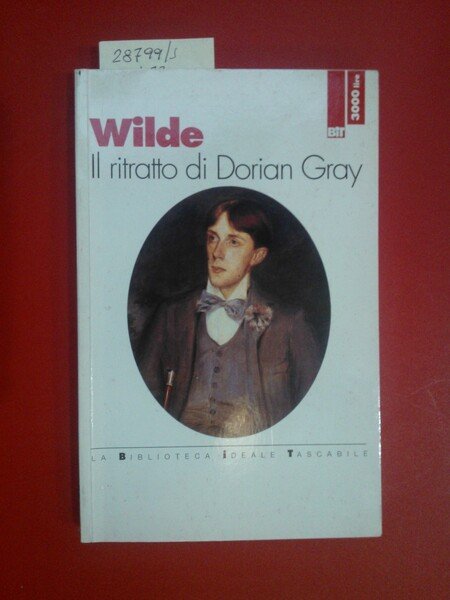 28799/s
Wilde
Il ritratto di Dorian Gray
BIT
3000 lire
LA BIBLIOTECA IDEALE TASCABILE